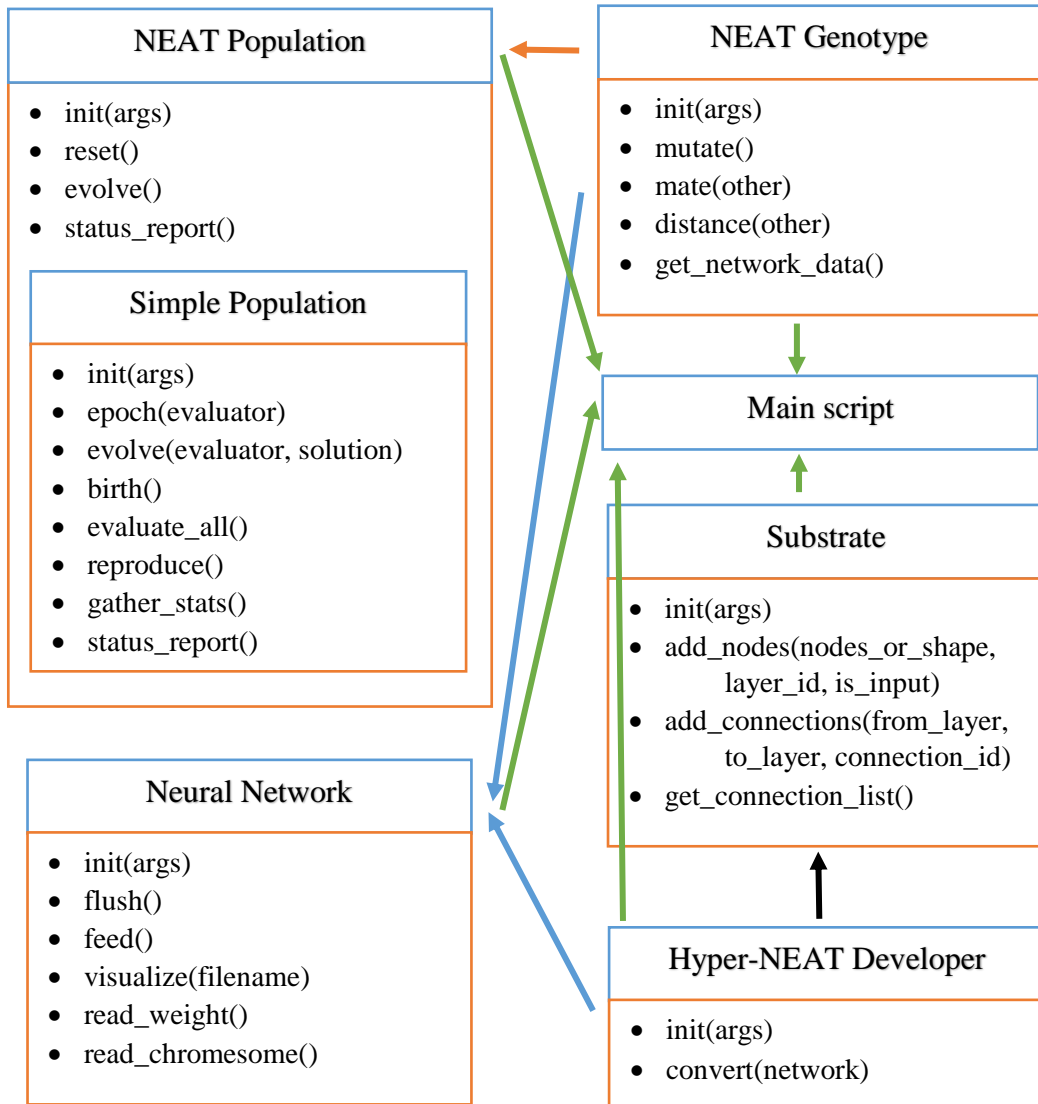 NEAT Population
• init(args)
• reset()
• evolve()
• status_report()
Simple Population
• init(args)
• epoch(evaluator)
• evolve(evaluator, solution)
• birth()
• evaluate_all()
• reproduce()
• gather_stats()
• status_report()
Neural Network
• init(args)
• flush()
• feed()
• visualize(filename)
• read_weight()
• read_chromesome()
NEAT Genotype
• init(args)
• mutate()
• mate(other)
• distance(other)
• get_network_data()
Main script
Substrate
• init(args)
• add_nodes(nodes_or_shape,
layer_id, is_input)
• add_connections(from_layer,
to_layer, connection_id)
• get_connection_list()
Hyper-NEAT Developer
• init(args)
• convert(network)